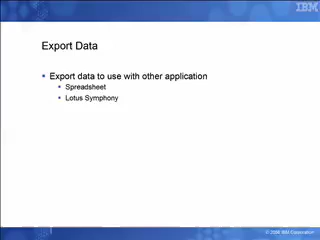 IBM
Export Data
Export data to use with other application
Spreadsheet
Lotus Symphony
© 2008 IBM Corporation